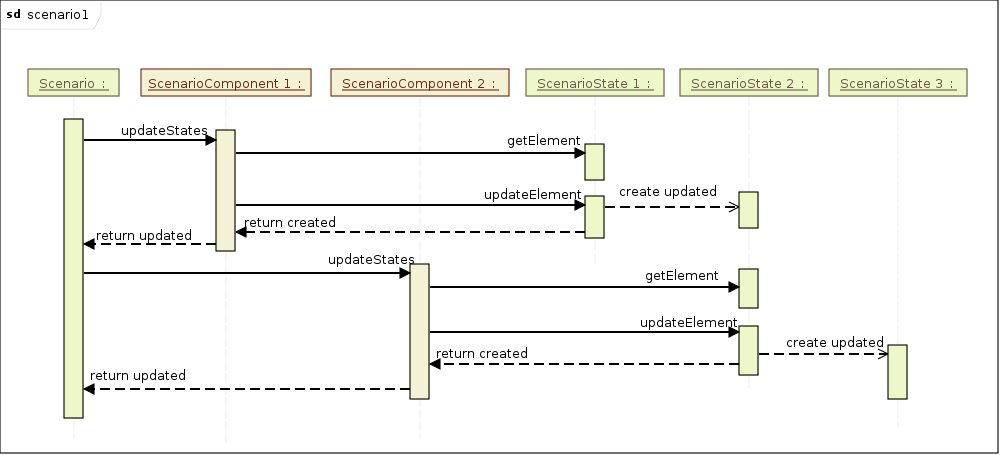 sd scenario1
Scenario :
ScenarioComponent 1 :
ScenarioComponent 2 :
ScenarioState 1 :
ScenarioState 2 :
ScenarioState 3 :
updateStates
getElement
updateElement
create updated
return created
return updated
updateStates
getElement
updateElement
create updated
return created
return updated